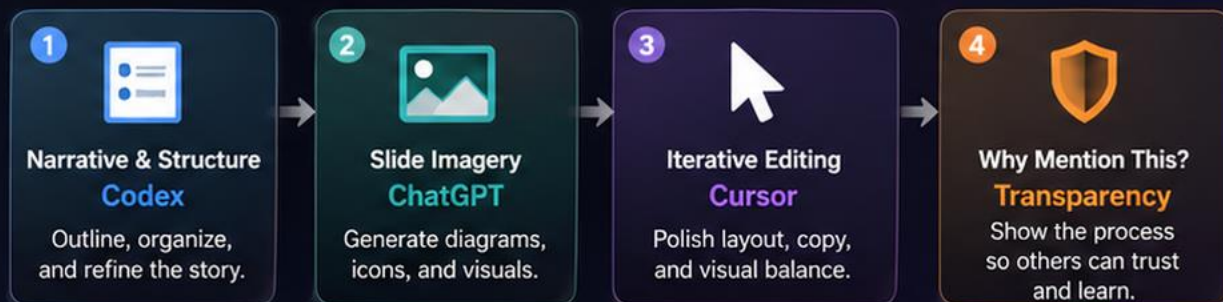 1
Narrative & Structure
Codex
Outline, organize,
and refine the story.
2
Slide Imagery
ChatGPT
Generate diagrams,
icons, and visuals.
3
Iterative Editing
Cursor
Polish layout, copy,
and visual balance.
4
Why Mention This?
Transparency
Show the process
so others can trust
and learn.